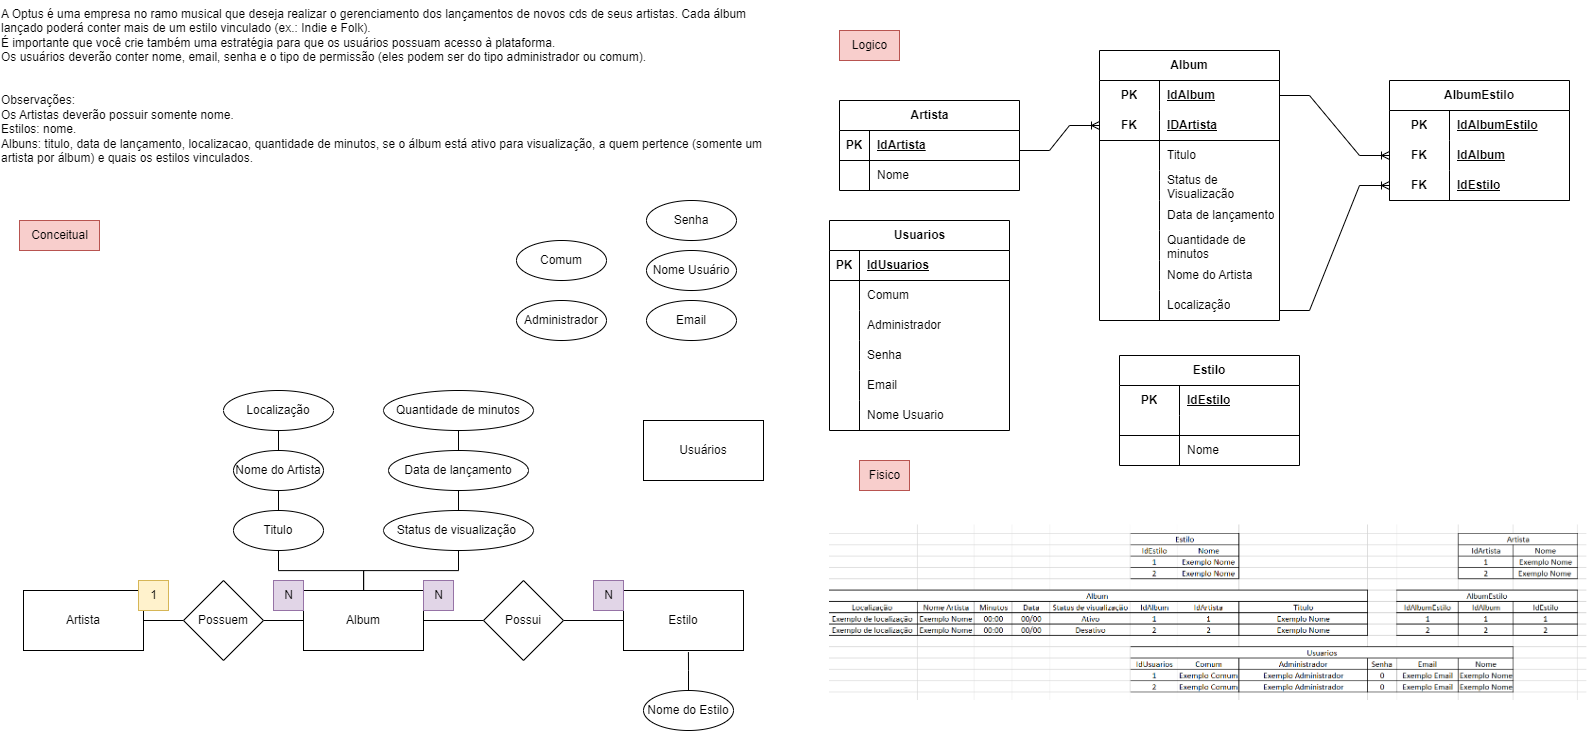 A Optus é uma empresa no ramo musical que deseja realizar o gerenciamento dos lançamentos de novos cds de seus artistas. Cada álbum
lançado poderá conter mais de um estilo vinculado (ex.: Indie e Folk).
É importante que você crie também uma estratégia para que os usuários possuam acesso à plataforma.
Os usuários deverão conter nome, email, senha e o tipo de permissão (eles podem ser do tipo administrador ou comum).
Observações:
Os Artistas deverão possuir somente nome.
Estilos: nome.
Albuns: titulo, data de lançamento, localizacao, quantidade de minutos, se o álbum está ativo para visualização, a quem pertence (somente um
artista por álbum) e quais os estilos vinculados.
Conceitual
Senha
Comum
Nome Usuário
Administrador
Email
Localização
Quantidade de minutos
Nome do Artista
Data de lançamento
Usuários
Titulo
Status de visualização
1
N
N
N
Artista
Possuem
Album
Possui
Estilo
Nome do Estilo
Logico
Artista
PK IdArtista
Nome
Album
PK IdAlbum
FK IDArtista
Titulo
Status de
Visualização
Data de lançamento
Quantidade de
minutos
Nome do Artista
Localização
AlbumEstilo
PK IdAlbumEstilo
FK IdAlbum
FK IdEstilo
Usuarios
PK IdUsuarios
Comum
Administrador
Senha
Email
Nome Usuario
Estilo
PK IdEstilo
Nome
Fisico
Estilo
IdEstilo Nome
1 Exemplo Nome
2 Exemplo Nome
Artista
IdArtista Nome
1 Exemplo Nome
2 Exemplo Nome
Album
Localização Nome Artista Minutos Data Status de visualização IdAlbum IdArtista Titulo
Exemplo de localização Exemplo Nome 00:00 00/00 Ativo 1 1 Exemplo Nome
Exemplo de localização Exemplo Nome 00:00 00/00 Desativo 2 2 Exemplo Nome
AlbumEstilo
IdAlbumEstilo IdAlbum IdEstilo
1 1 1
2 2 2
Usuarios
IdUsuarios Comum Administrador Senha Email Nome
1 Exemplo Comum Exemplo Administrador 0 Exemplo Email Exemplo Nome
2 Exemplo Comum Exemplo Administrador 0 Exemplo Email Exemplo Nome